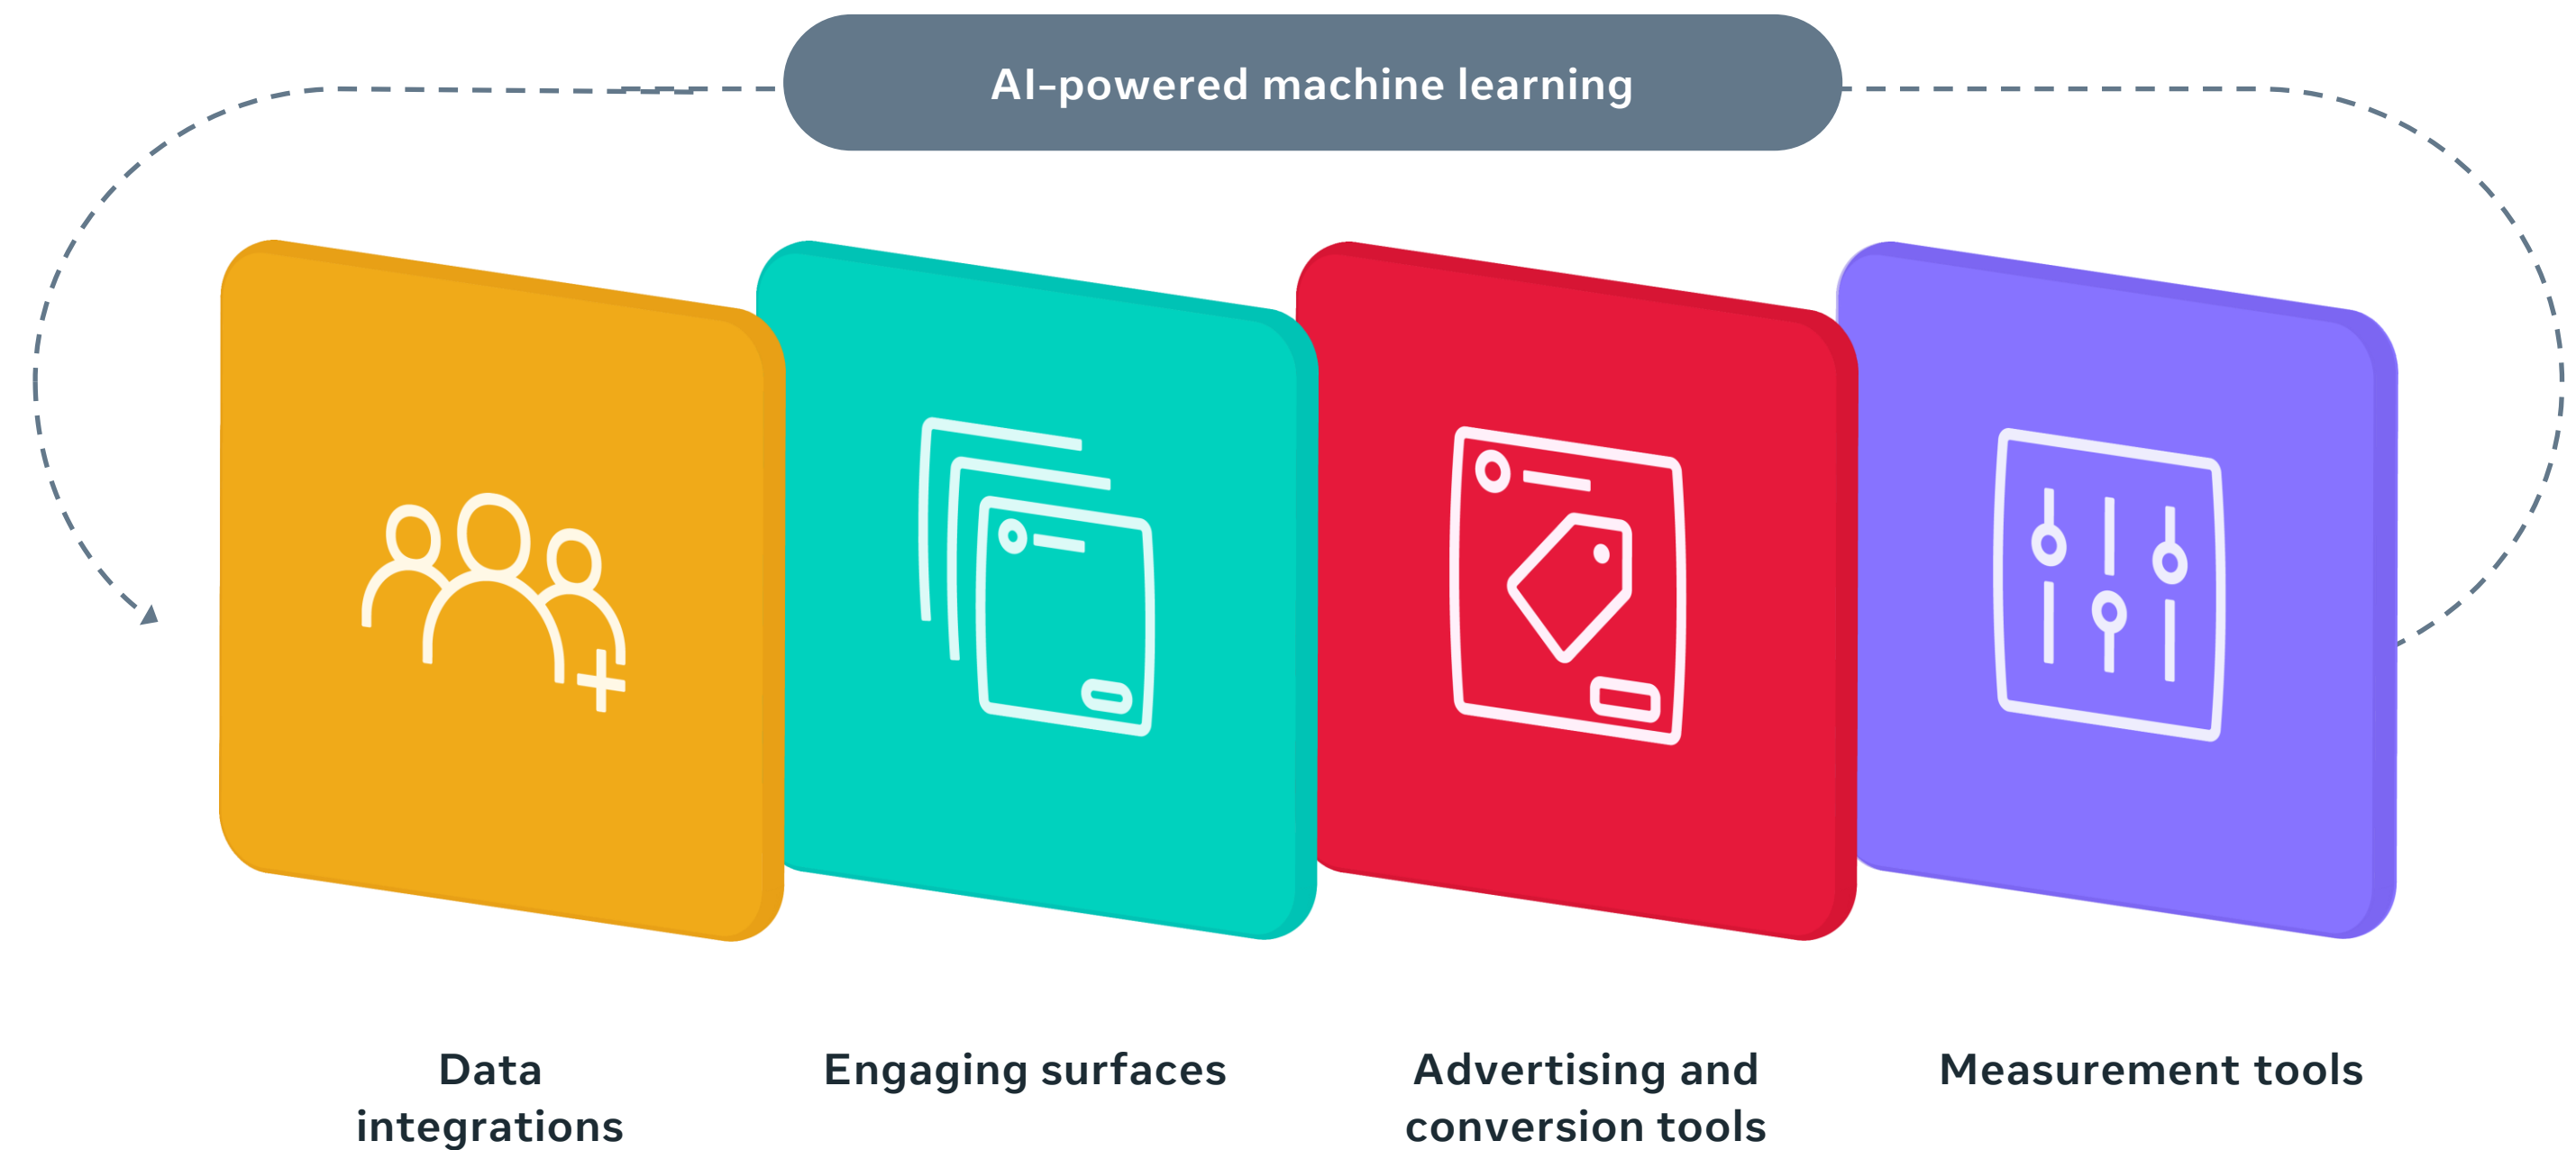 AI-powered machine learning
Data
integrations
Engaging surfaces
Advertising and
conversion tools
Measurement tools